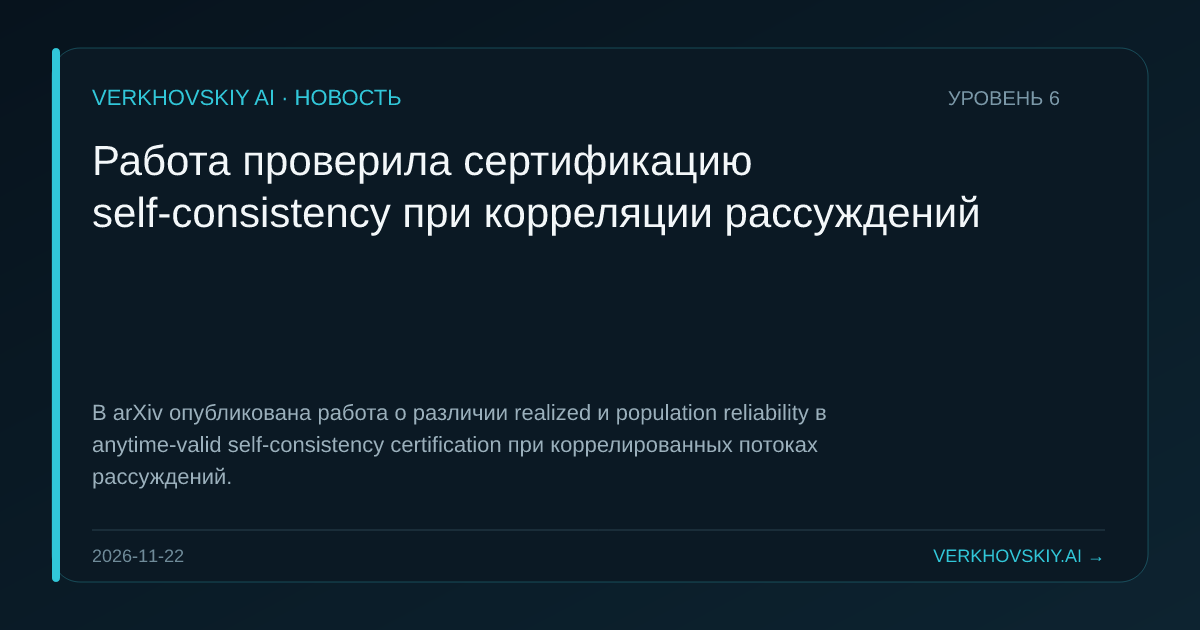 VERKHOVSKIY AI · НОВОСТЬ
УРОВЕНЬ 6
Работа проверила сертификацию
self-consistency при корреляции рассуждений
В arXiv опубликована работа о различии realized и population reliability в
anytime-valid self-consistency certification при коррелированных потоках
рассуждений.
2026-11-22
VERKHOVSKIY.AI →